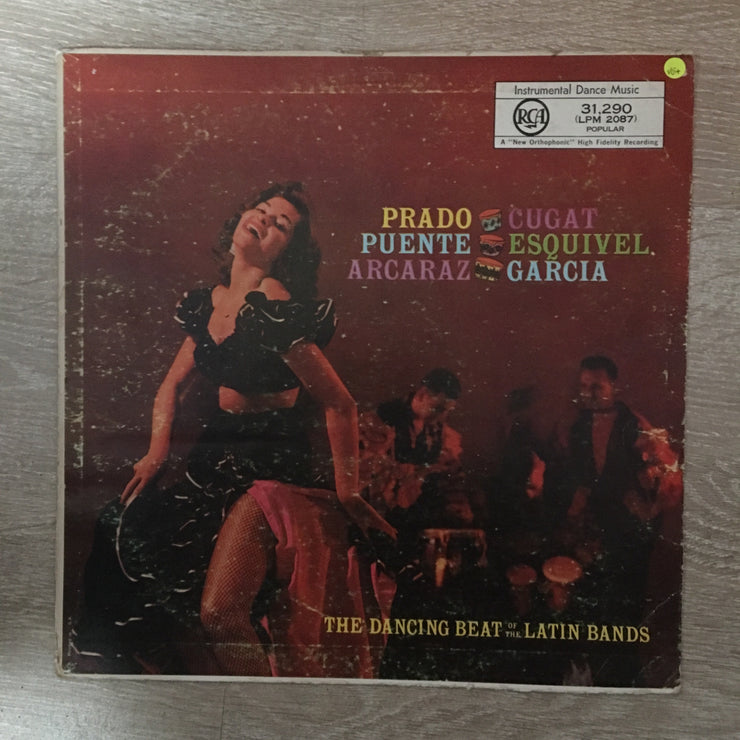 Instrumental Dance Music
RCA
31,290
(LPM 2087)
POPULAR
A "New Orthophonic" High Fidelity Recording
PRADO CUGAT
PUENTE ESQUIVEL
ARCARAZ GARCIA
THE DANCING BEAT OF THE LATIN BANDS